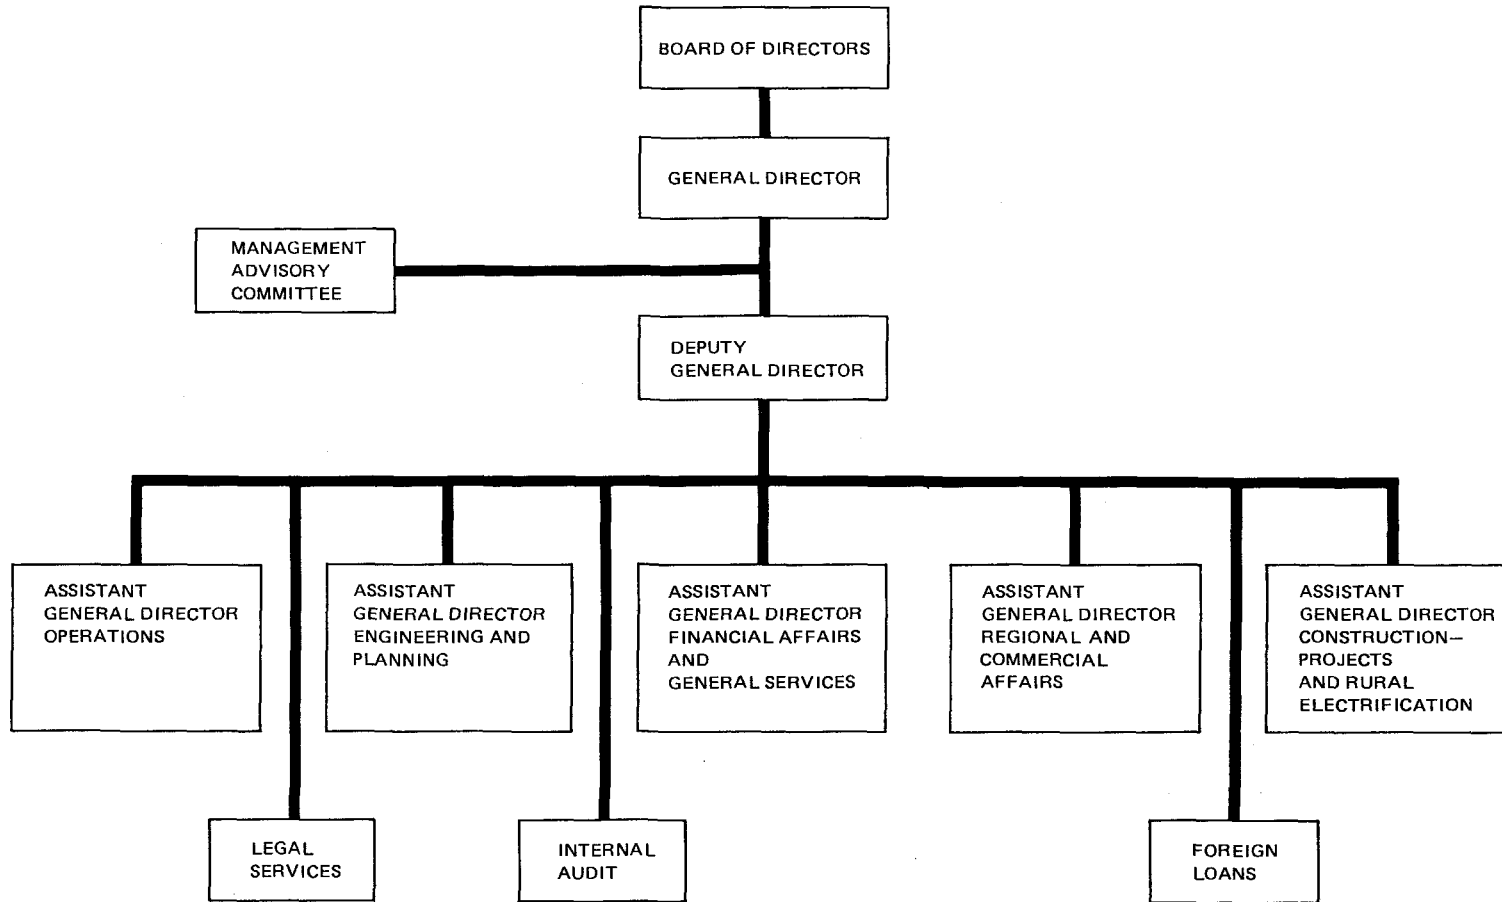 BOARD OF DIRECTORS
GENERAL DIRECTOR
MANAGEMENT
ADVISORY
COMMITTEE
DEPUTY
GENERAL DIRECTOR
ASSISTANT
GENERAL DIRECTOR
OPERATIONS
ASSISTANT
GENERAL DIRECTOR
ENGINEERING AND
PLANNING
ASSISTANT
GENERAL DIRECTOR
FINANCIAL AFFAIRS
AND
GENERAL SERVICES
ASSISTANT
GENERAL DIRECTOR
REGIONAL AND
COMMERCIAL
AFFAIRS
ASSISTANT
GENERAL DIRECTOR
CONSTRUCTION—
PROJECTS
AND RURAL
ELECTRIFICATION
LEGAL
SERVICES
INTERNAL
AUDIT
FOREIGN
LOANS